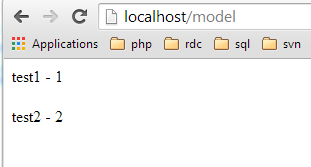 localhost/model
Applications php rdc sql svn
test1 - 1
test2 - 2